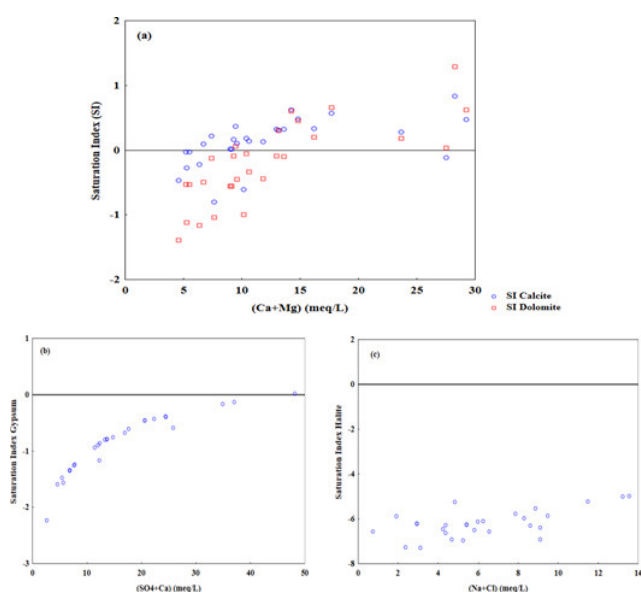 (a)
2
1
0
-1
-2
Saturation Index (SI)
0 5 10 15 20 25 30
(Ca+Mg) (meq/L)
SI Calcite
SI Dolomite
(b)
1
0
-1
-2
-3
Saturation Index Gypsum
0 10 20 30 40 50
(SO4+Ca) (meq/L)
(c)
2
0
-2
-4
-6
-8
Saturation Index Halite
0 2 4 6 8 10 12 14
(Na+Cl) (meq/L)